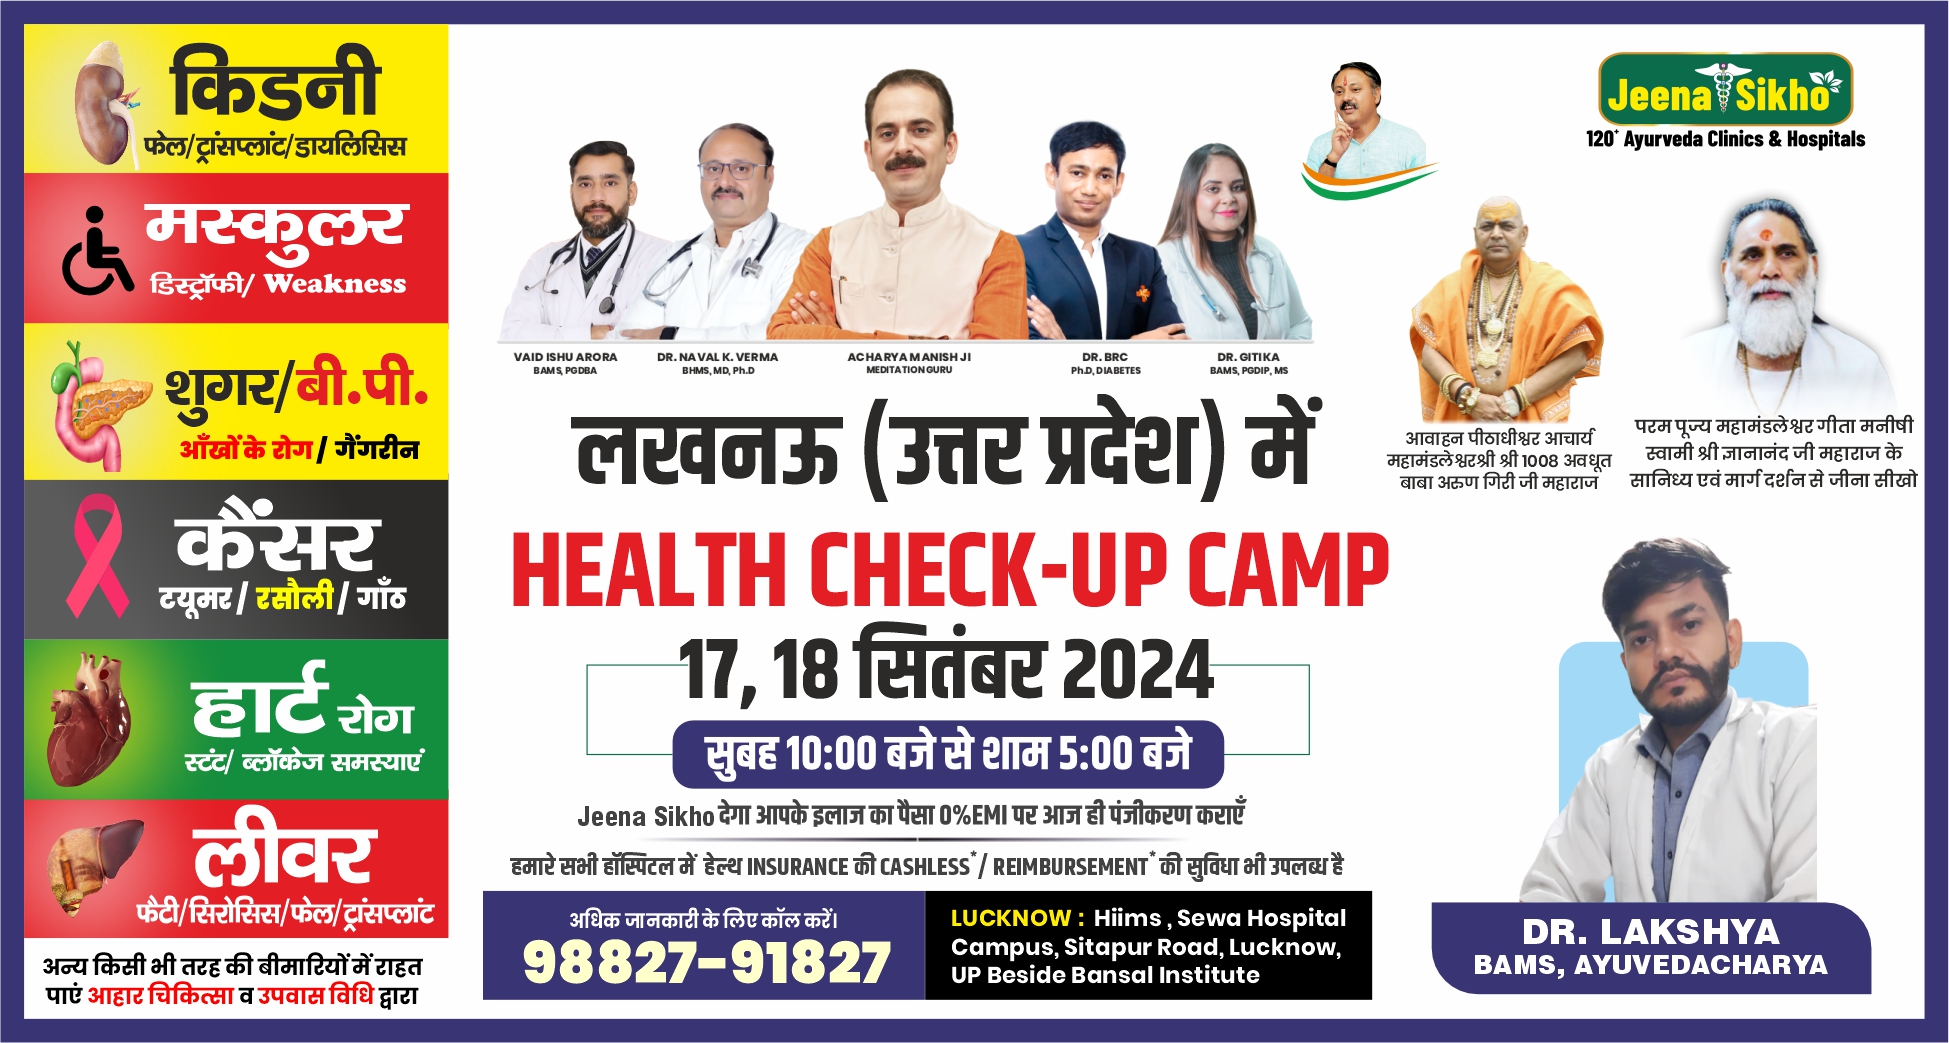 किडनी
फेल/ट्रांसप्लांट/डायलिसिस
मस्कुलर
डिस्ट्रॉफी/ Weakness
शुगर/बी.पी.
आँखों के रोग / गैंगरीन
कैंसर
टयूमर / रसौली / गाँठ
हार्ट रोग
स्टंट/ ब्लॉकेज समस्याएं
लीवर
फैटी/सिरोसिस/फेल/ट्रांसप्लांट
अन्य किसी भी तरह की बीमारियों में राहत
पाएं आहार चिकित्सा व उपवास विधि द्वारा
VAID ISHU ARORA
BAMS, PGDBA
DR. NAVAL K. VERMA
BHMS, MD, Ph.D
ACHARYA MANISH JI
MEDITATION GURU
DR. BRC
Ph.D, DIABETES
DR. GITIKA
BAMS, PGDIP, MS
Jeena Sikho
120+ Ayurveda Clinics & Hospitals
आवाहन पीठाधीश्वर आचार्य
महामंडलेश्वरश्री श्री 1008 अवधूत
बाबा अरुण गिरी जी महाराज
परम पूज्य महामंडलेश्वर गीता मनीषी
स्वामी श्री ज्ञानानंद जी महाराज के
सानिध्य एवं मार्ग दर्शन से जीना सीखो
लखनऊ (उत्तर प्रदेश) में
HEALTH CHECK-UP CAMP
17, 18 सितंबर 2024
सुबह 10:00 बजे से शाम 5:00 बजे
Jeena Sikho देगा आपके इलाज का पैसा 0%EMI पर आज ही पंजीकरण कराएँ
हमारे सभी हॉस्पिटल में हेल्थ INSURANCE की CASHLESS*/ REIMBURSEMENT* की सुविधा भी उपलब्ध है
अधिक जानकारी के लिए कॉल करें।
98827-91827
LUCKNOW : Hiims , Sewa Hospital
Campus, Sitapur Road, Lucknow,
UP Beside Bansal Institute
DR. LAKSHYA
BAMS, AYUVEDACHARYA